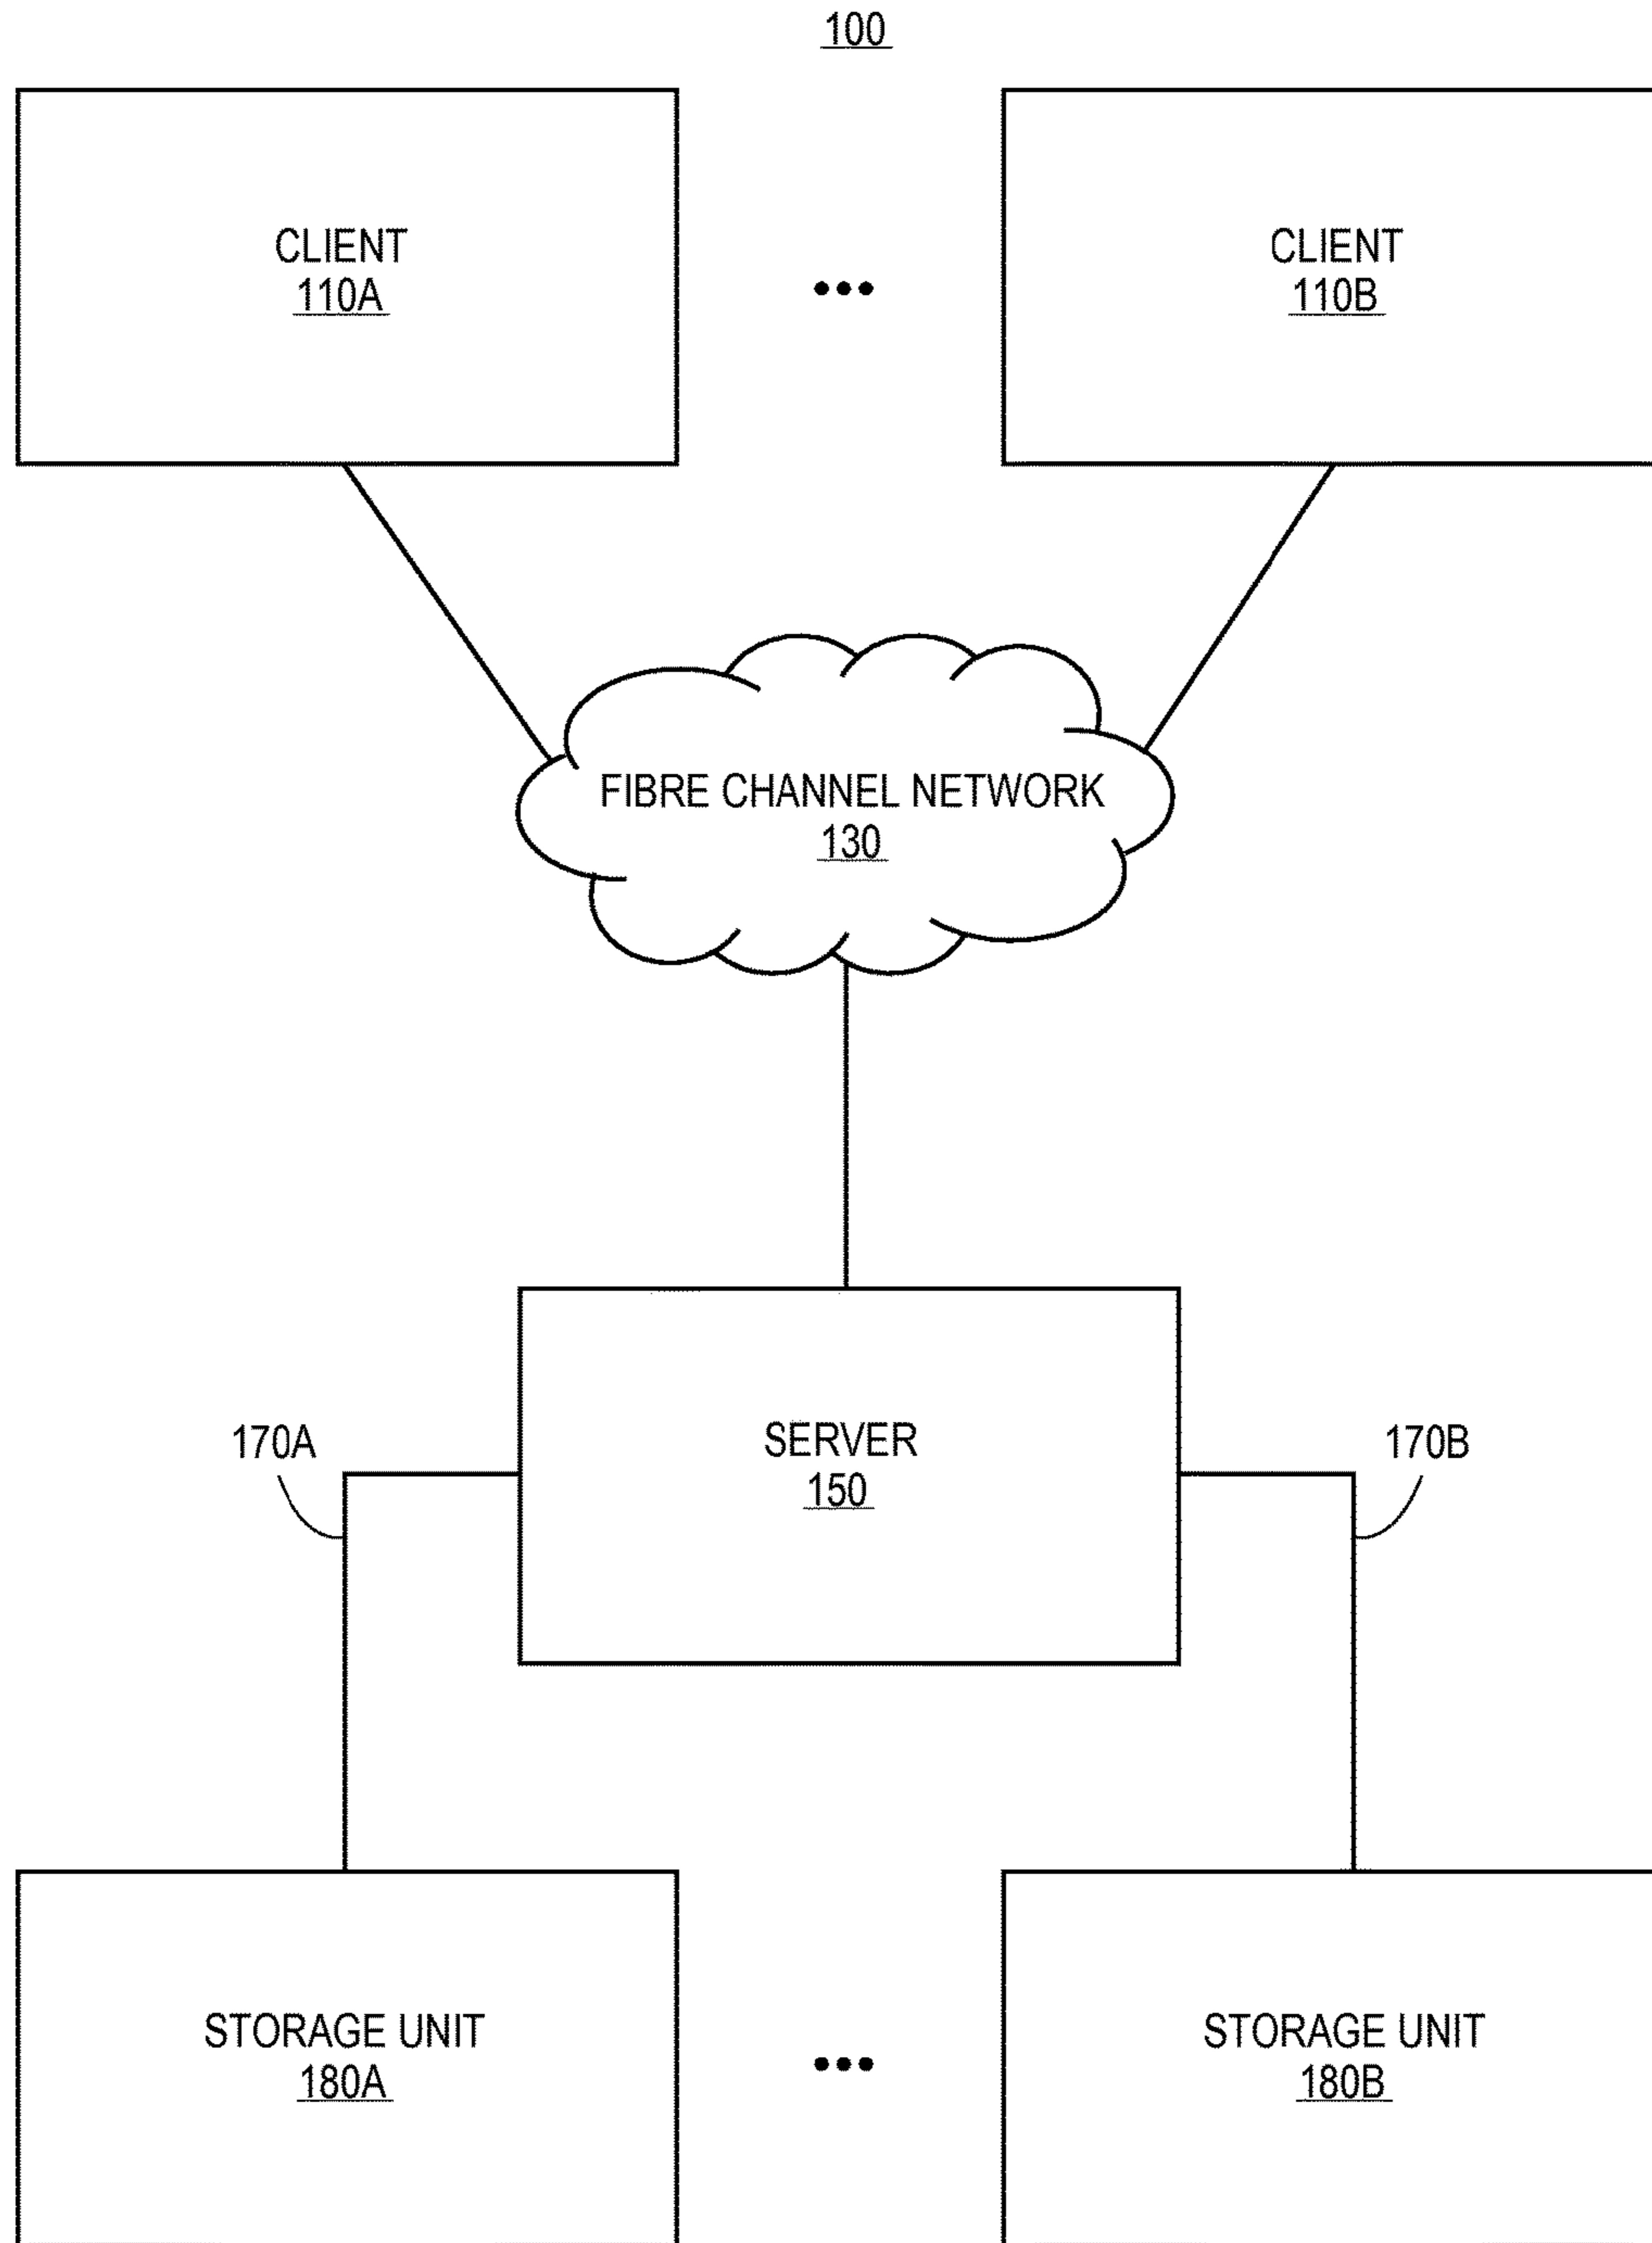 100
CLIENT
110A
•••
CLIENT
110B
FIBRE CHANNEL NETWORK
130
170A
SERVER
150
170B
STORAGE UNIT
180A
•••
STORAGE UNIT
180B